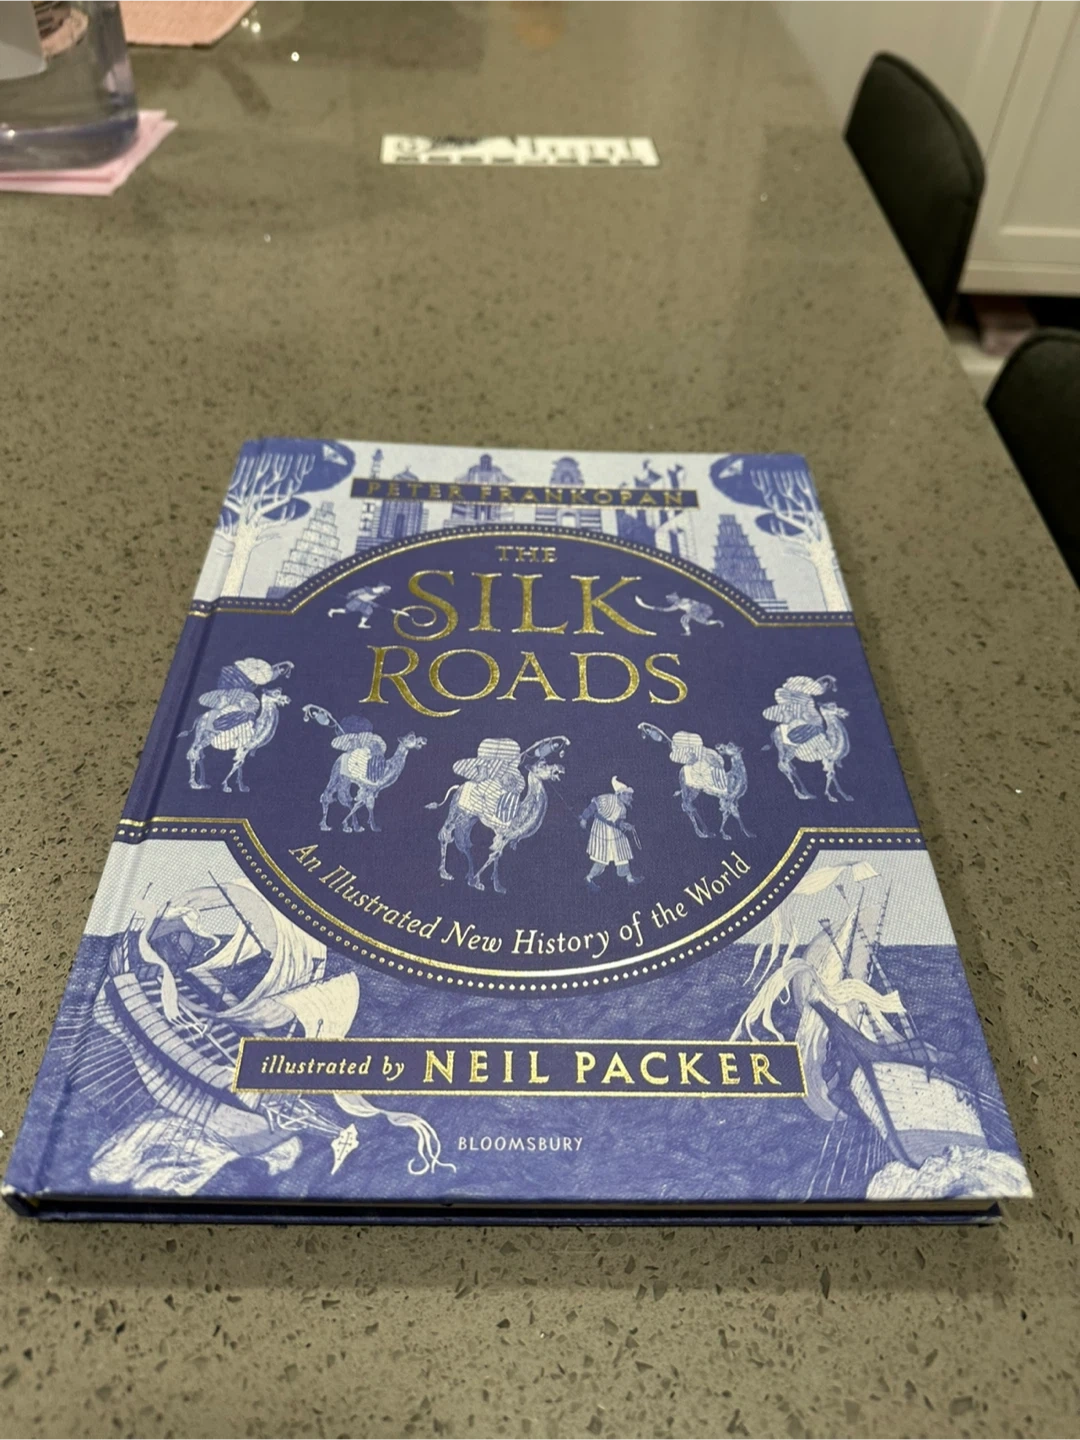 PETER FRANKOPAN
THE
SILK
ROADS
An Illustrated New History of the World
illustrated by NEIL PACKER
BLOOMSBURY